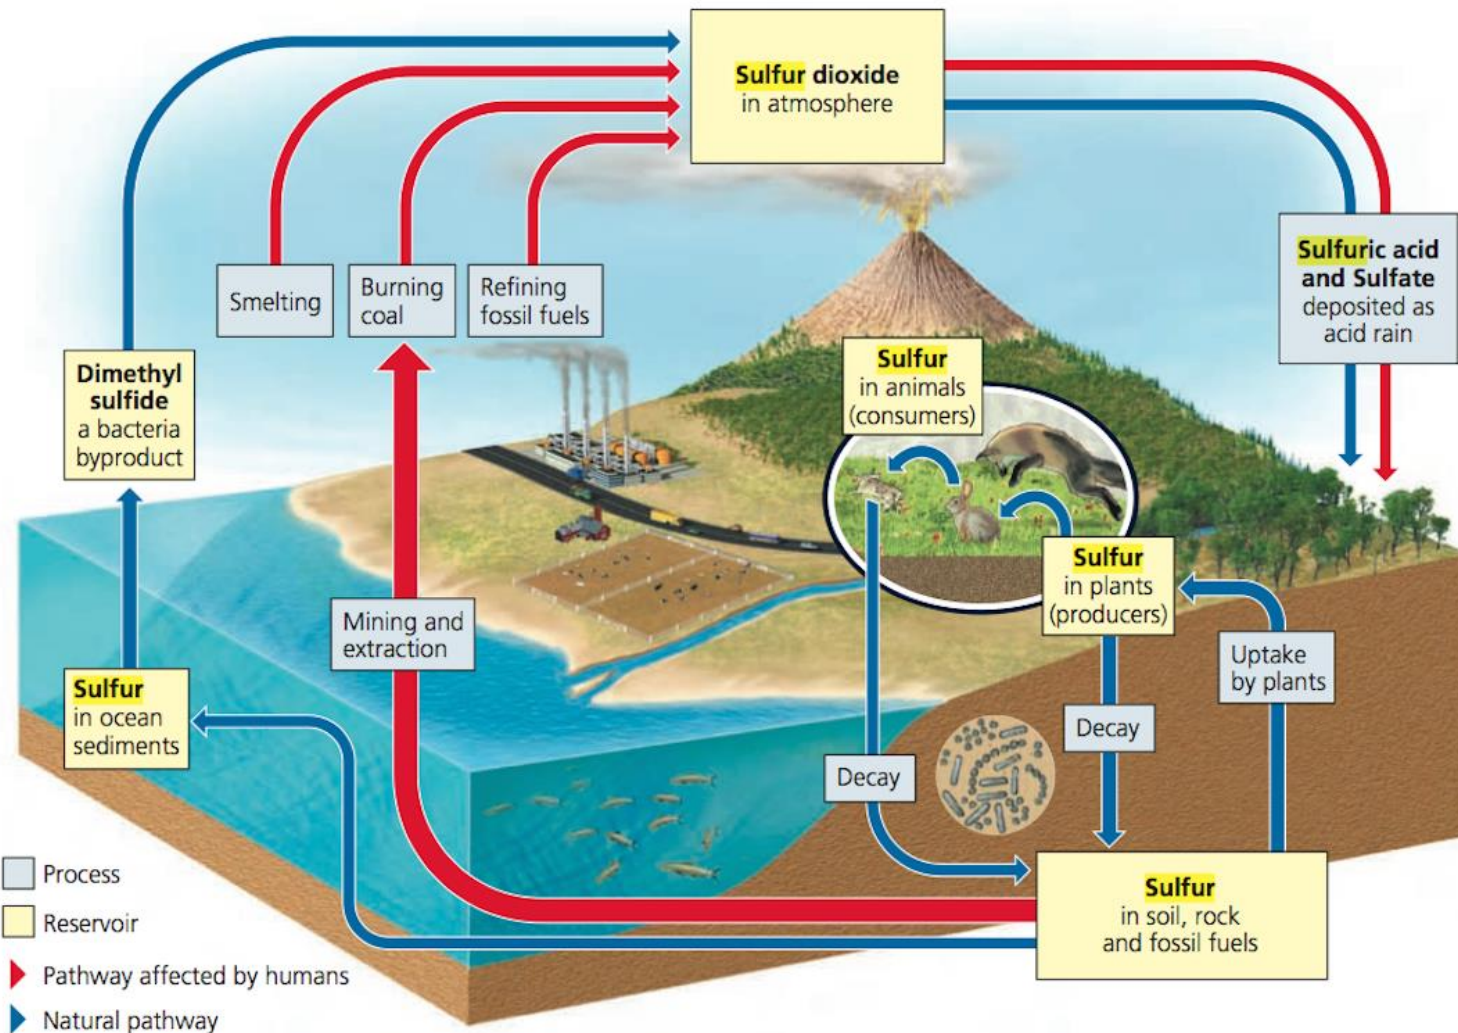 Sulfur dioxide
in atmosphere
Smelting
Burning
coal
Refining
fossil fuels
Sulfuric acid
and Sulfate
deposited as
acid rain
Dimethyl
sulfide
a bacteria
byproduct
Sulfur
in animals
(consumers)
Sulfur
in plants
(producers)
Mining and
extraction
Uptake
by plants
Sulfur
in ocean
sediments
Decay
Decay
Sulfur
in soil, rock
and fossil fuels
Process
Reservoir
Pathway affected by humans
Natural pathway